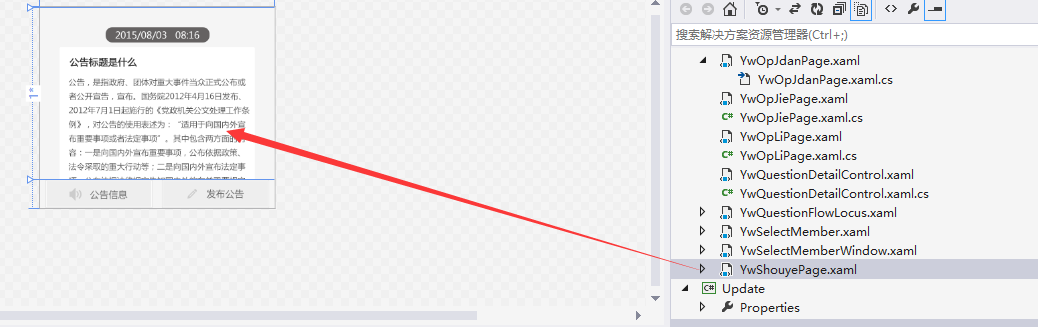 2015/08/03 08:16
公告标题是什么
公告，是指政府、团体对重大事件当众正式公布或
者公开宣告，宣布。国务院2012年4月16日发布、
2012年7月1日起施行的《党政机关公文处理工作条
例》，对公告的使用表述为：“适用于向国内外宣
布重要事项或者法定事项”。其中包含两方面的内
容：一是向国内外宣布重要事项，公布依据政策、
法令采取的重大行动等；二是向国内外宣布法定事
公告信息
发布公告
1*
搜索解决方案资源管理器(Ctrl+;)
YwOpJdanPage.xaml
YwOpJdanPage.xaml.cs
YwOpJiePage.xaml
YwOpJiePage.xaml.cs
YwOpLiPage.xaml
YwOpLiPage.xaml.cs
YwQuestionDetailControl.xaml
YwQuestionDetailControl.xaml.cs
YwQuestionFlowLocus.xaml
YwSelectMember.xaml
YwSelectMemberWindow.xaml
YwShouyePage.xaml
Update
Properties